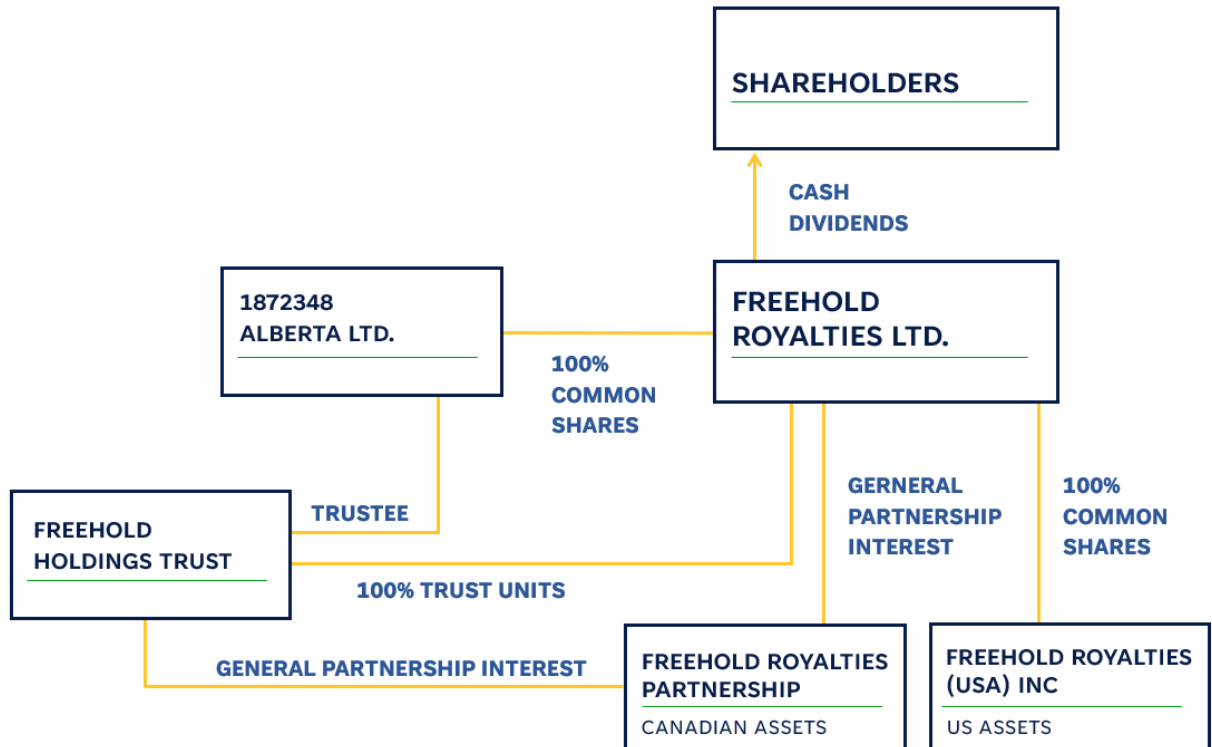 SHAREHOLDERS
CASH
DIVIDENDS
1872348
ALBERTA LTD.
FREEHOLD
ROYALTIES LTD.
100%
COMMON
SHARES
FREEHOLD
HOLDINGS TRUST
TRUSTEE
100% TRUST UNITS
GERNERAL
PARTNERSHIP
INTEREST
100%
COMMON
SHARES
GENERAL PARTNERSHIP INTEREST
FREEHOLD ROYALTIES
PARTNERSHIP
CANADIAN ASSETS
FREEHOLD ROYALTIES
(USA) INC
US ASSETS